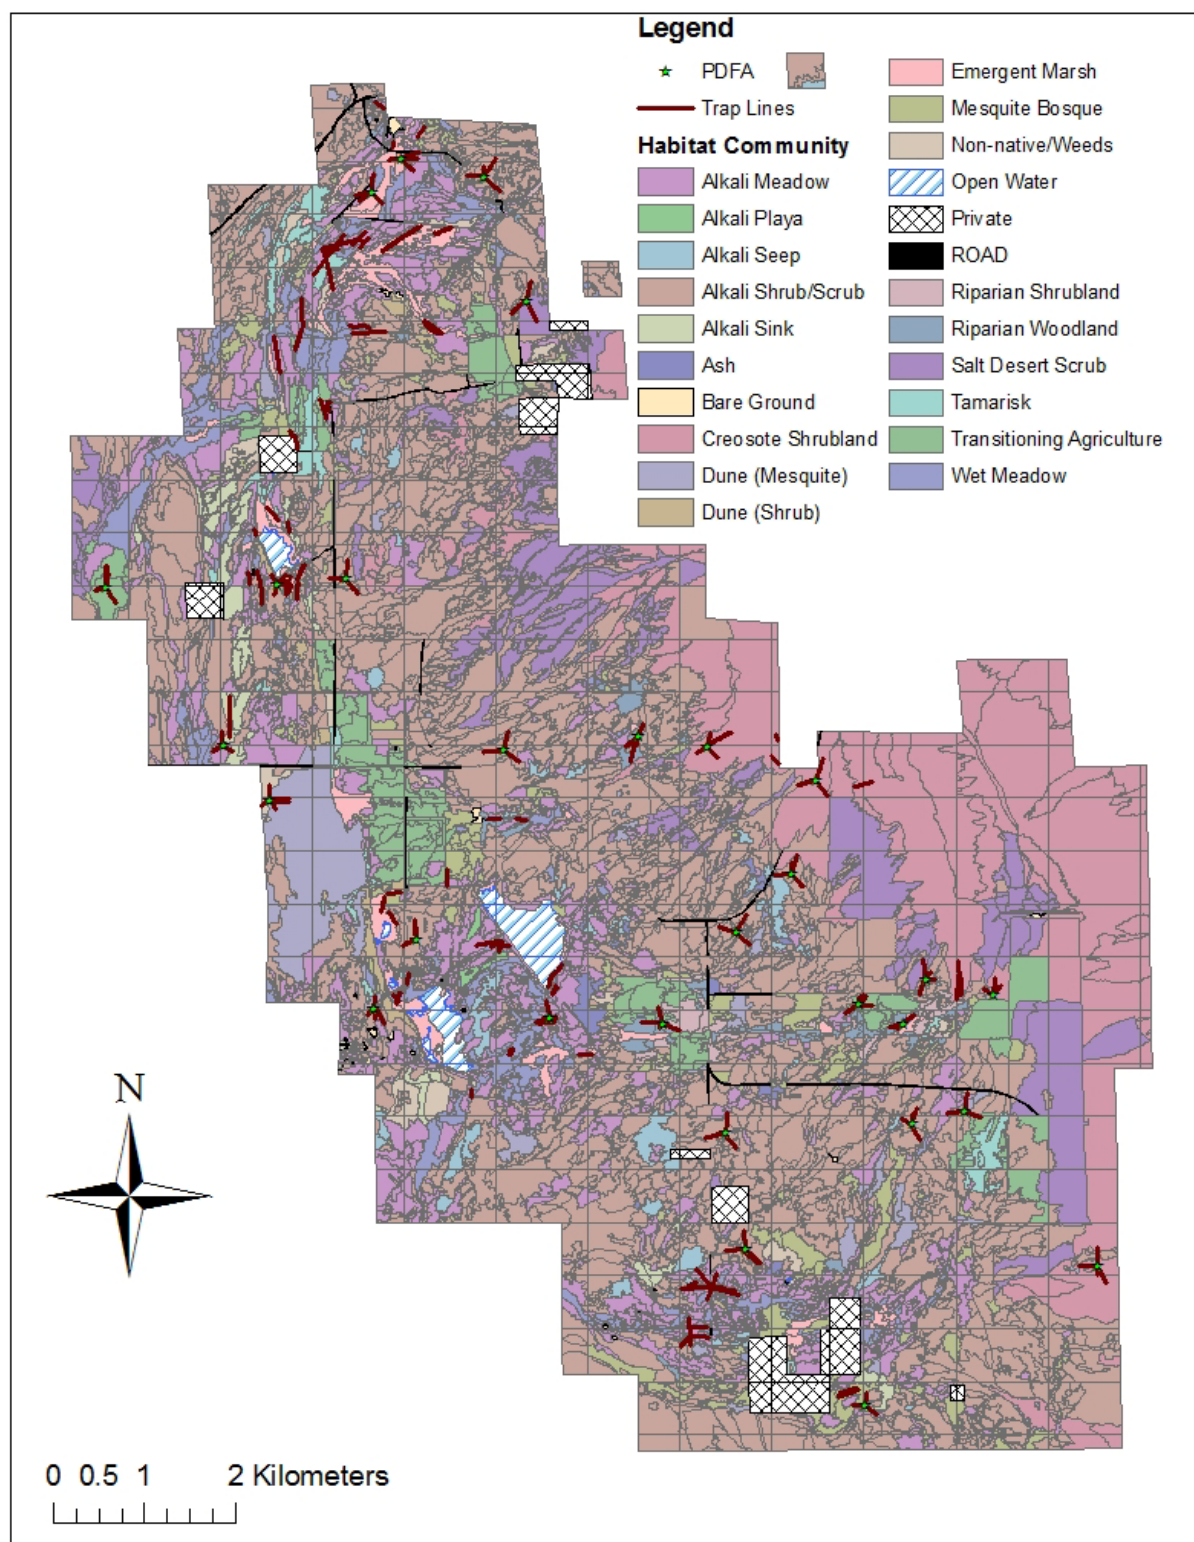 Legend
PDFA
Trap Lines
Habitat Community
Alkali Meadow
Alkali Playa
Alkali Seep
Alkali Shrub/Scrub
Alkali Sink
Ash
Bare Ground
Creosote Shrubland
Dune (Mesquite)
Dune (Shrub)
Emergent Marsh
Mesquite Bosque
Non-native/Weeds
Open Water
Private
ROAD
Riparian Shrubland
Riparian Woodland
Salt Desert Scrub
Tamarisk
Transitioning Agriculture
Wet Meadow
N
0 0.5 1 2 Kilometers